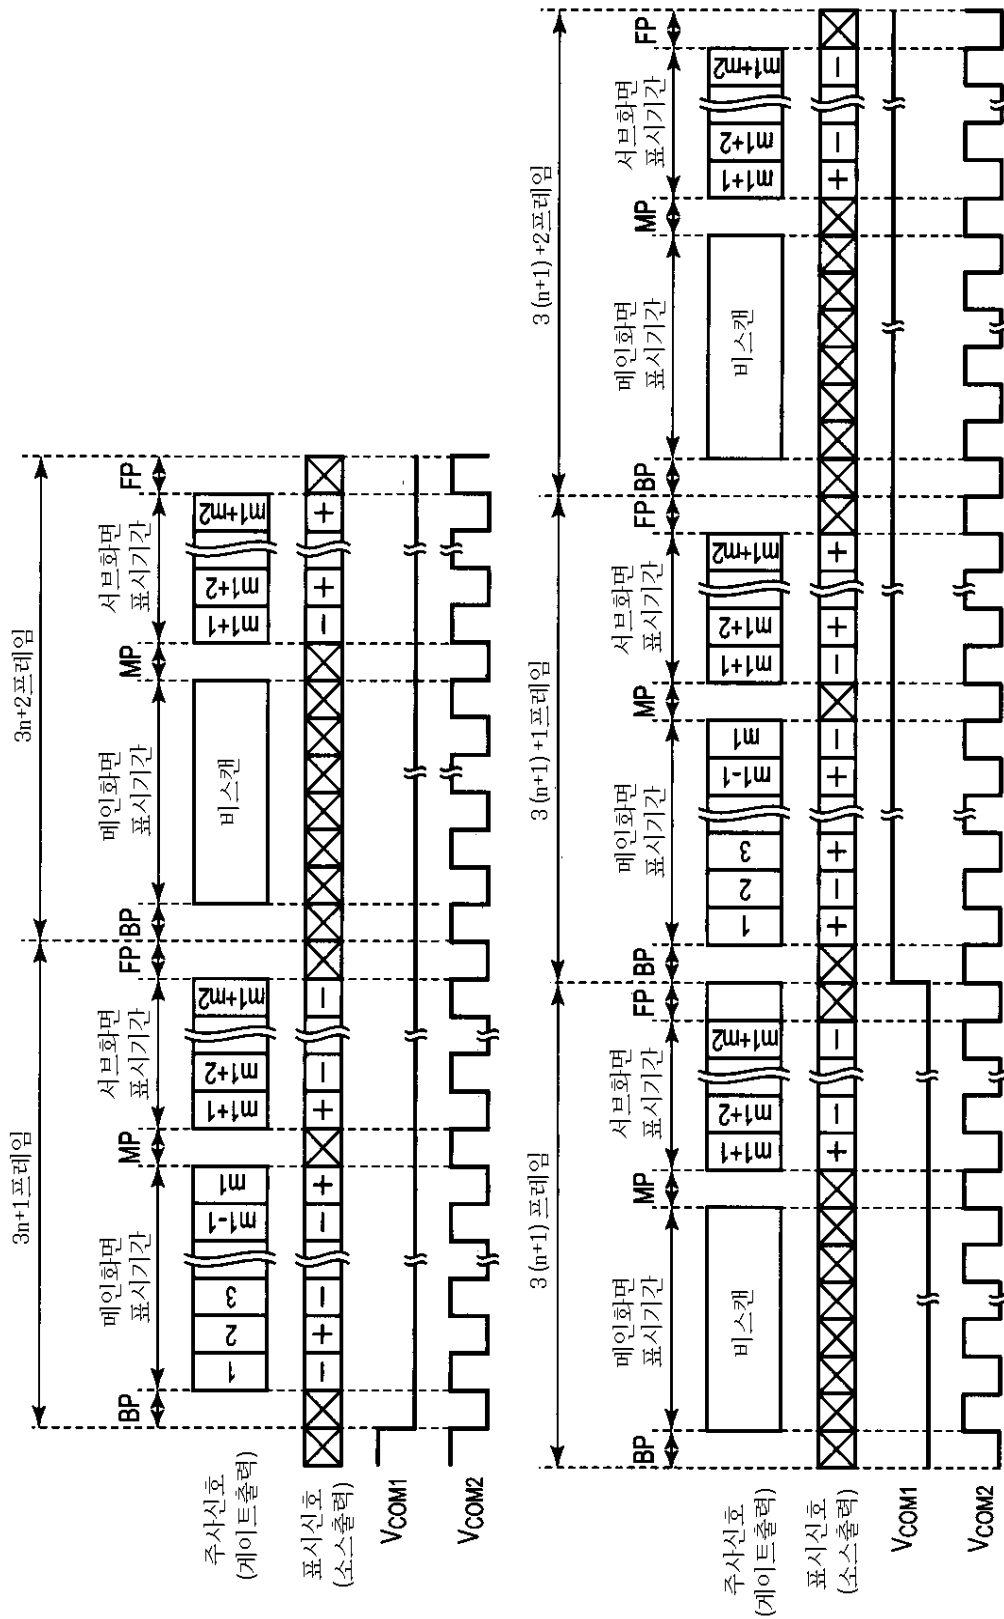 3n+1프레임 3n+2프레임
BP 메인화면 MP 서브화면 FP BP 메인화면 MP 서브화면 FP
표시기간 표시기간 표시기간 표시기간
주사신호 1 2 3 m1-1 m1 m1+1 m1+2 m1+m2 비스캔 m1+1 m1+2 m1+m2
(게이트출력)
표시신호 − + − − + + − − − + +
(소스출력)
VCOM1
VCOM2
3(n+1)프레임 3(n+1)+1프레임 3(n+1)+2프레임
BP 메인화면 MP 서브화면 FP BP 메인화면 MP 서브화면 FP BP 메인화면 MP 서브화면 FP
표시기간 표시기간 표시기간 표시기간 표시기간 표시기간
주사신호 비스캔 m1+1 m1+2 m1+m2 1 2 3 m1-1 m1 m1+1 m1+2 m1+m2 비스캔 m1+1 m1+2 m1+m2
(게이트출력)
표시신호 + − − + − + + − − + + + − −
(소스출력)
VCOM1
VCOM2